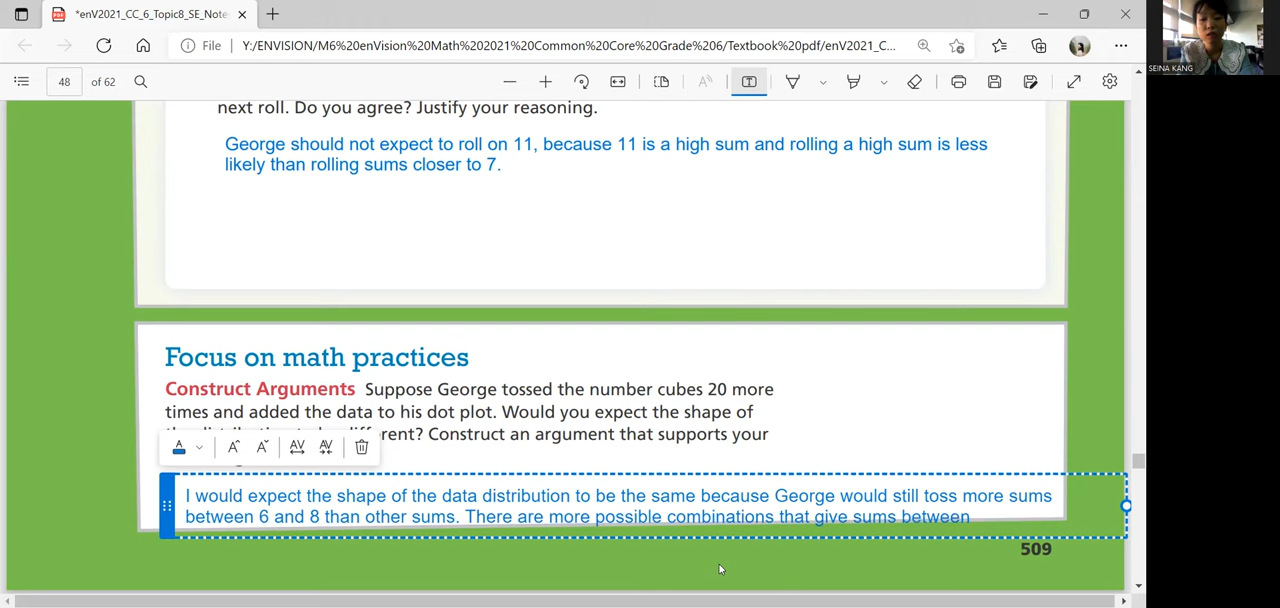 *enV2021_CC_6_Topic8_SE_Note
File
Y:/ENVISION/M6%20enVision%20Math%202021%20Common%20Core%20Grade%206/Textbook%20pdf/enV2021_C...
SEINA KANG
48 of 62
next roll. Do you agree? Justify your reasoning.
George should not expect to roll on 11, because 11 is a high sum and rolling a high sum is less
likely than rolling sums closer to 7.
Focus on math practices
Construct Arguments Suppose George tossed the number cubes 20 more
times and added the data to his dot plot. Would you expect the shape of
ferent? Construct an argument that supports your
I would expect the shape of the data distribution to be the same because George would still toss more sums
between 6 and 8 than other sums. There are more possible combinations that give sums between
509